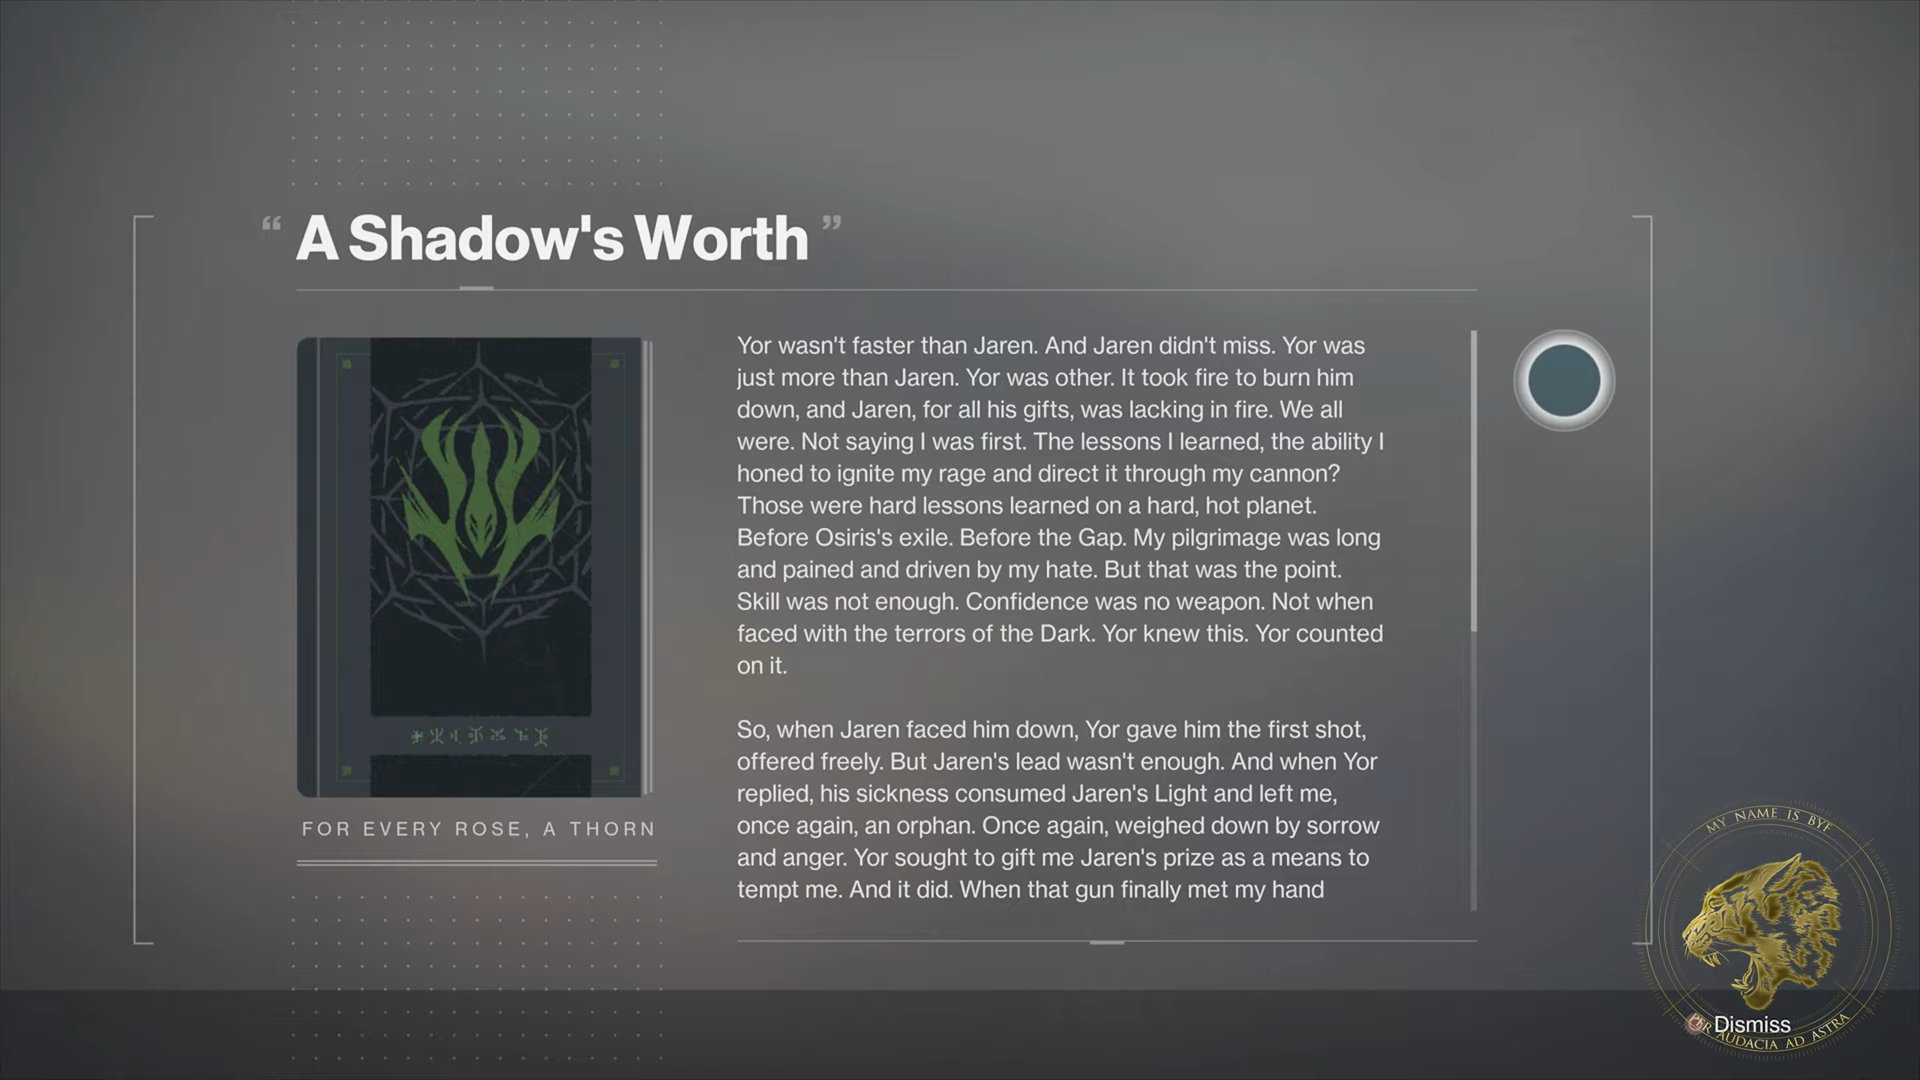 “ A Shadow's Worth ”
Yor wasn't faster than Jaren. And Jaren didn't miss. Yor was
just more than Jaren. Yor was other. It took fire to burn him
down, and Jaren, for all his gifts, was lacking in fire. We all
were. Not saying I was first. The lessons I learned, the ability I
honed to ignite my rage and direct it through my cannon?
Those were hard lessons learned on a hard, hot planet.
Before Osiris's exile. Before the Gap. My pilgrimage was long
and pained and driven by my hate. But that was the point.
Skill was not enough. Confidence was no weapon. Not when
faced with the terrors of the Dark. Yor knew this. Yor counted
on it.
So, when Jaren faced him down, Yor gave him the first shot,
offered freely. But Jaren's lead wasn't enough. And when Yor
replied, his sickness consumed Jaren's Light and left me,
once again, an orphan. Once again, weighed down by sorrow
and anger. Yor sought to gift me Jaren's prize as a means to
tempt me. And it did. When that gun finally met my hand
FOR EVERY ROSE, A THORN
MY NAME IS BYF
Dismiss
PER AUDACIA AD ASTRA